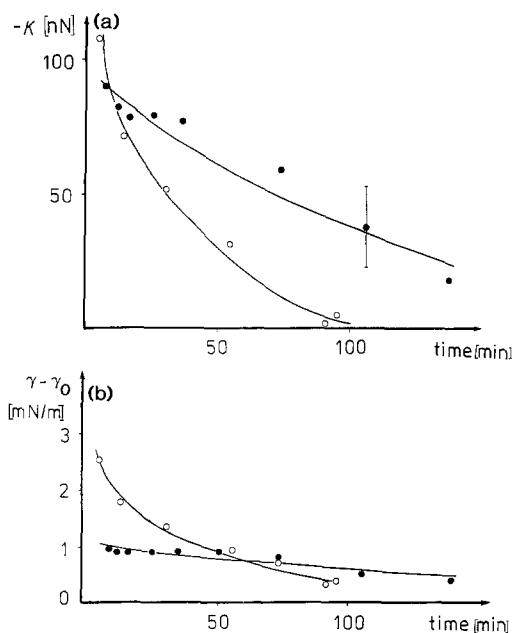 -K [nN] (a)
100
50
50 100 time [min]
γ - γ₀ (b)
[mN/m]
3
2
1
0
50 100 time [min]